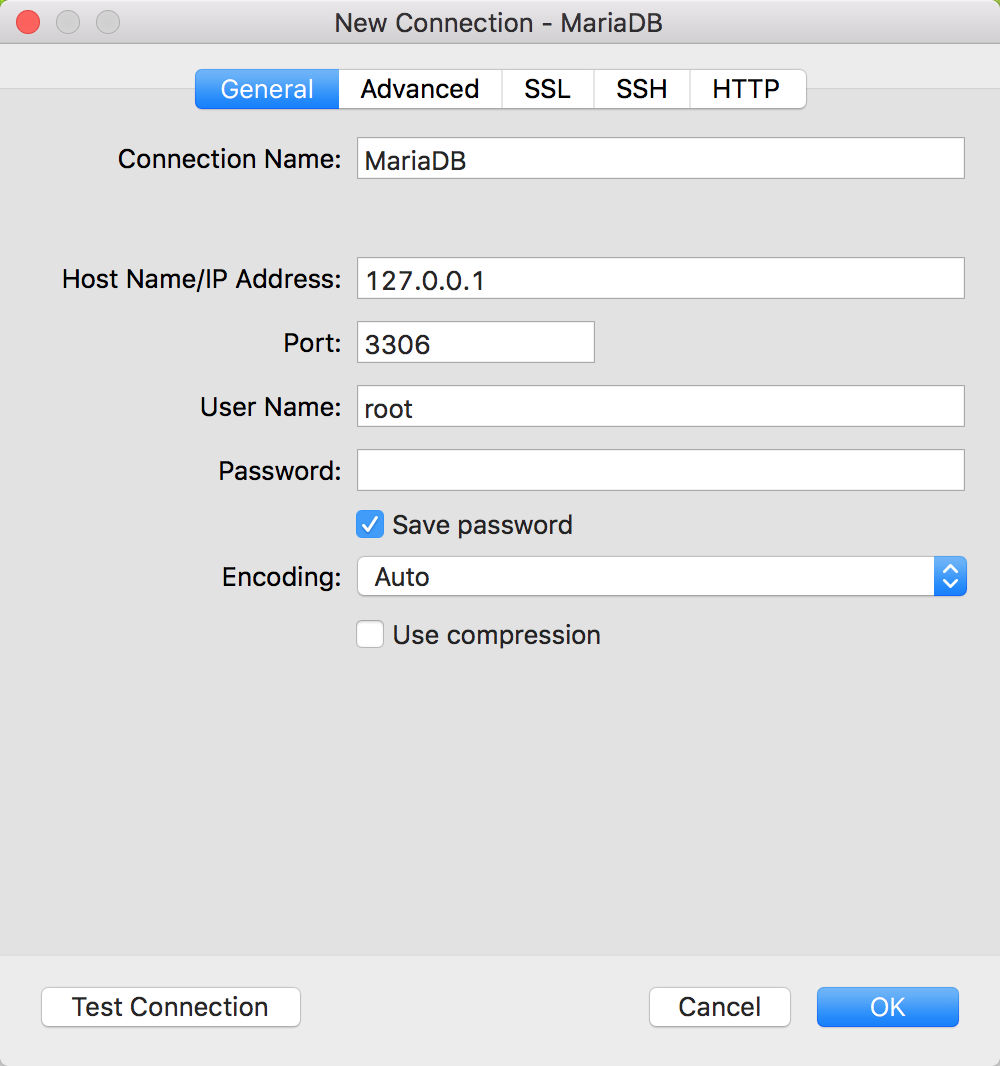 New Connection - MariaDB
General Advanced SSL SSH HTTP
Connection Name: MariaDB
Host Name/IP Address: 127.0.0.1
Port: 3306
User Name: root
Password:
Save password
Encoding: Auto
Use compression
Test Connection Cancel OK